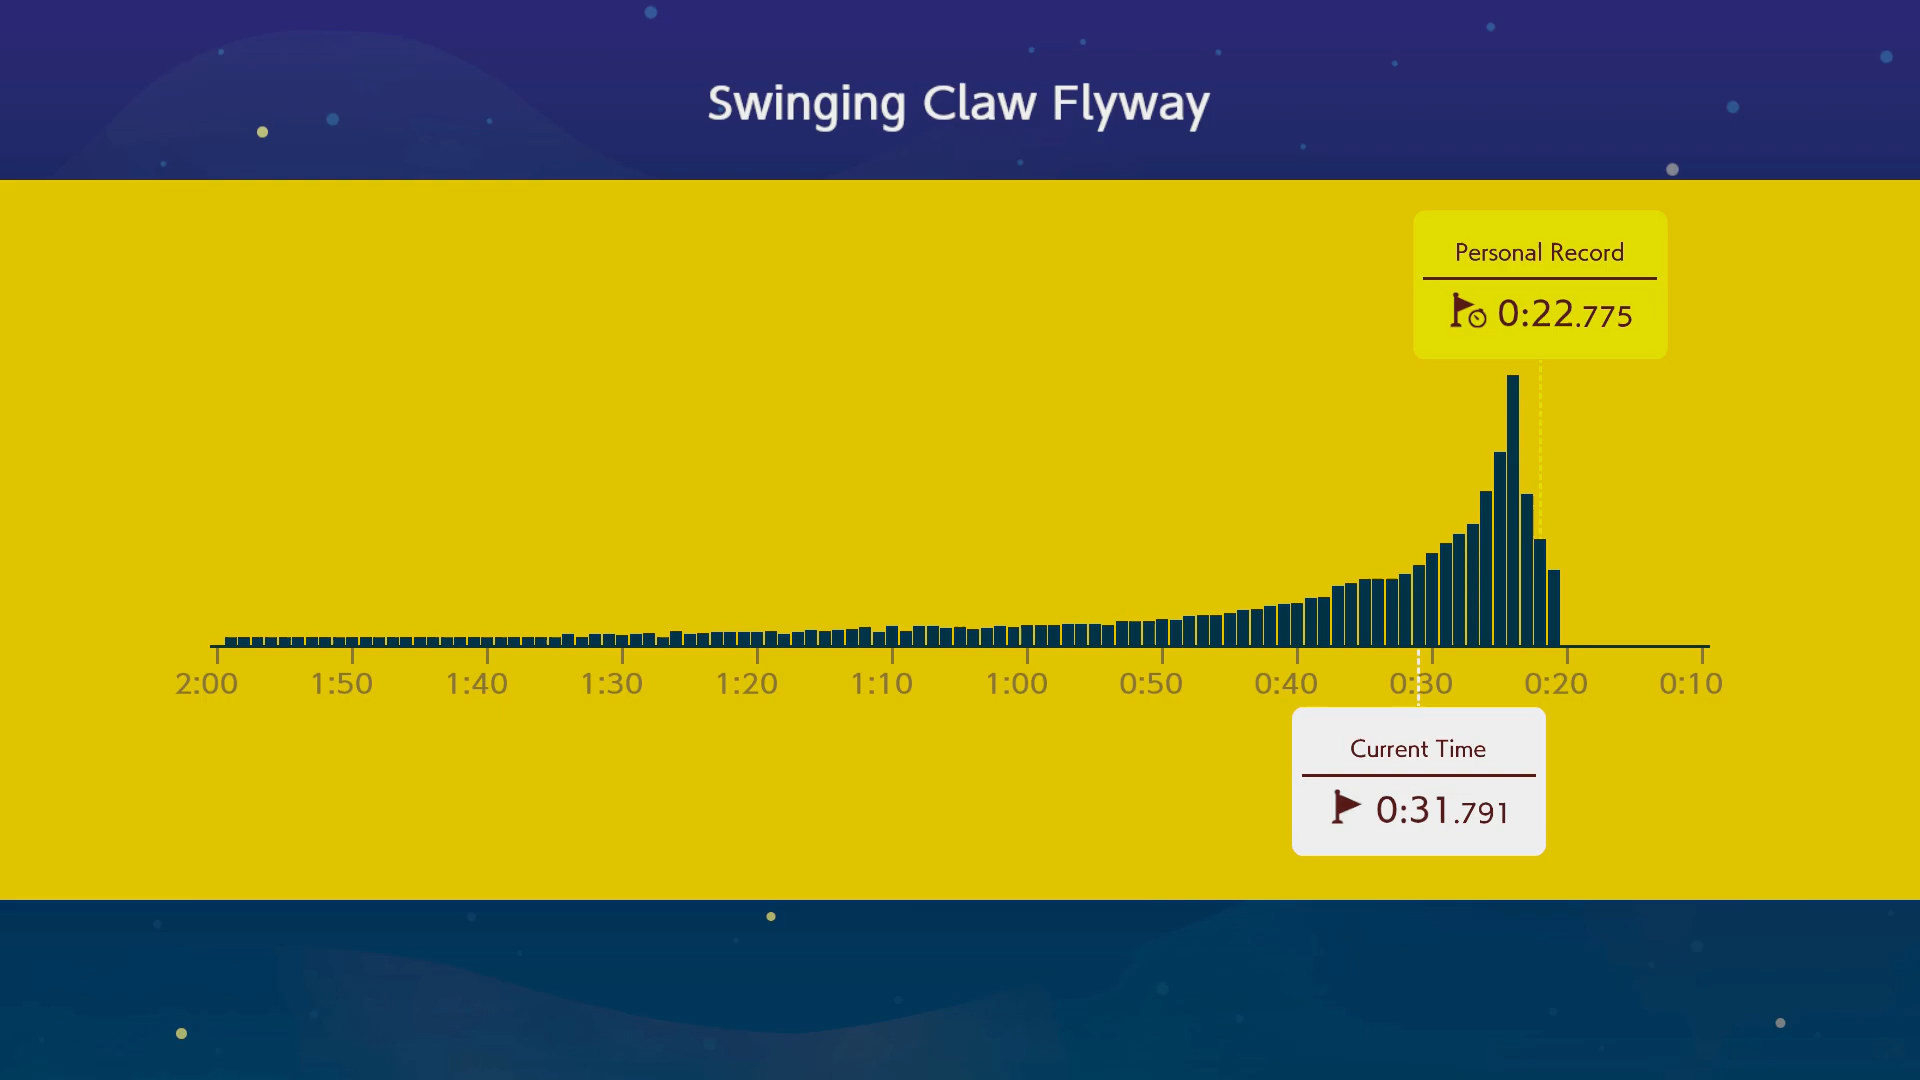 Swinging Claw Flyway
Personal Record
0:22.775
2:00 1:50 1:40 1:30 1:20 1:10 1:00 0:50 0:40 0:30 0:20 0:10
Current Time
0:31.791